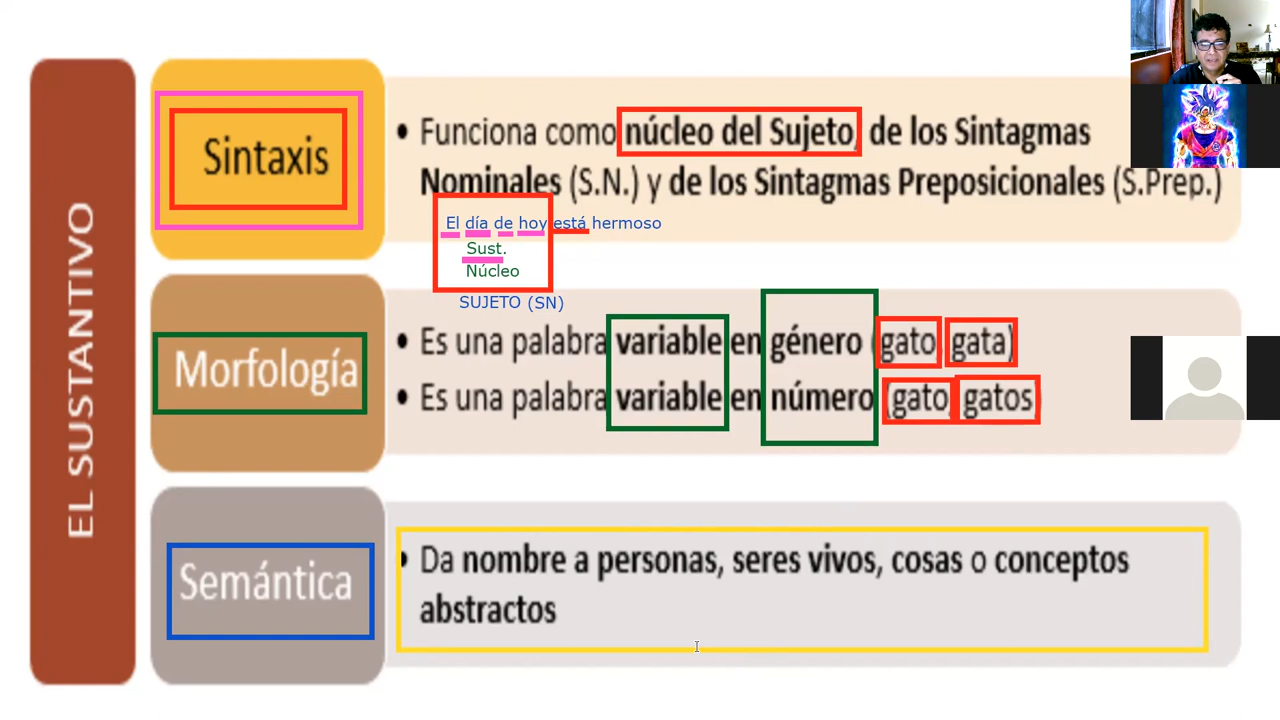 EL SUSTANTIVO
Sintaxis
• Funciona como núcleo del Sujeto, de los Sintagmas
Nominales (S.N.) y de los Sintagmas Preposicionales (S.Prep.)
El día de hoy está hermoso
Sust.
Núcleo
SUJETO (SN)
Morfología
• Es una palabra variable en género (gato, gata)
• Es una palabra variable en número (gato, gatos)
Semántica
• Da nombre a personas, seres vivos, cosas o conceptos
abstractos